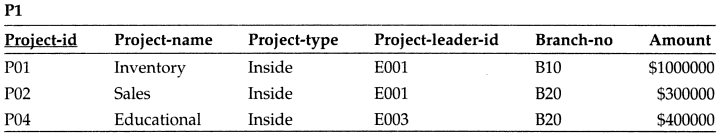 P1
Project-id Project-name Project-type Project-leader-id Branch-no Amount
P01 Inventory Inside E001 B10 $1000000
P02 Sales Inside E001 B20 $300000
P04 Educational Inside E003 B20 $400000